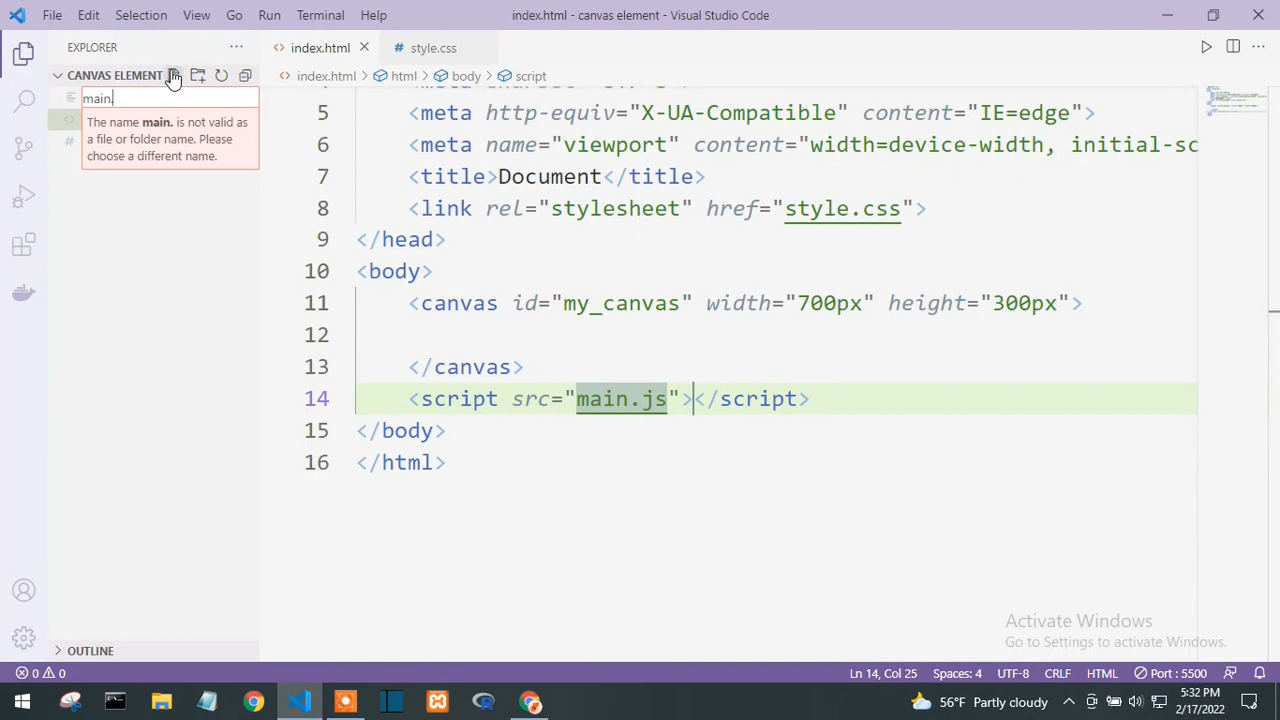 File Edit Selection View Go Run Terminal Help
index.html - canvas element - Visual Studio Code
EXPLORER
CANVAS ELEMENT
main.
The name main. is not valid as
a file or folder name. Please
choose a different name.
OUTLINE
index.html
style.css
index.html > html > body > script
5 <meta http-equiv="X-UA-Compatible" content="IE=edge">
6 <meta name="viewport" content="width=device-width, initial-sc
7 <title>Document</title>
8 <link rel="stylesheet" href="style.css">
9 </head>
10 <body>
11 <canvas id="my_canvas" width="700px" height="300px">
12
13 </canvas>
14 <script src="main.js"></script>
15 </body>
16 </html>
Activate Windows
Go to Settings to activate Windows.
0 0
Ln 14, Col 25 Spaces: 4 UTF-8 CRLF HTML Port : 5500
56°F Partly cloudy
5:32 PM
2/17/2022